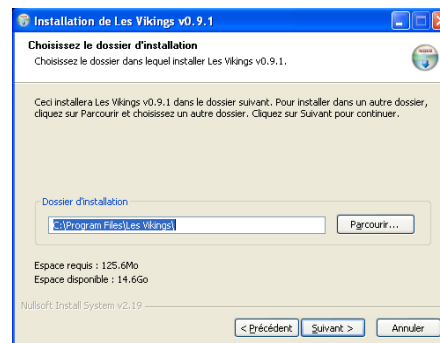 Installation de Les Vikings v0.9.1
Choisissez le dossier d'installation
Choisissez le dossier dans lequel installer Les Vikings v0.9.1.
Ceci installera Les Vikings v0.9.1 dans le dossier suivant. Pour installer dans un autre dossier,
cliquez sur Parcourir et choisissez un autre dossier. Cliquez sur Suivant pour continuer.
Dossier d'installation
C:\Program Files\Les Vikings\
Parcourir...
Espace requis : 125.6Mo
Espace disponible : 14.6Go
Nullsoft Install System v2.19
< Précédent Suivant > Annuler